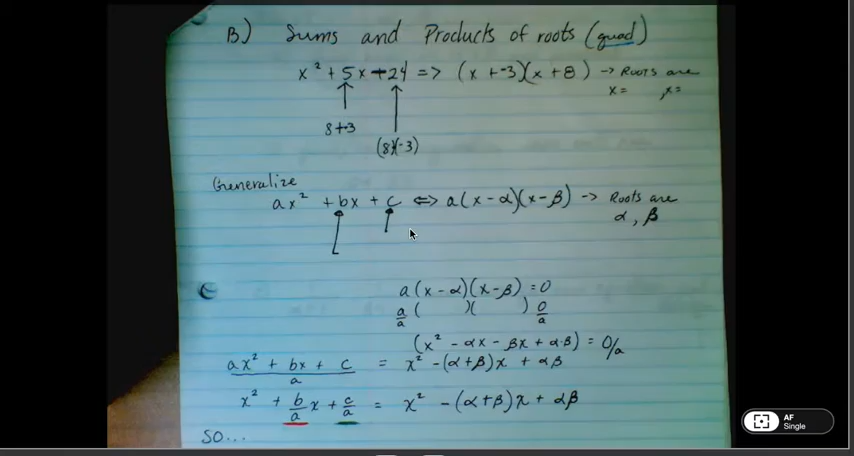 B) Sums and Products of roots (quad)
x² + 5x + -24 => (x + -3)(x + 8) -> Roots are
x= , x=
8+-3
(8)(-3)
Generalize
ax² + bx + c <=> a(x - α)(x - β) -> Roots are
α, β
a(x - α)(x - β) = 0
a/a ( )( ) 0/a
(x² - αx - βx + α·β) = 0/a
(ax² + bx + c)/a = x² - (α+β)x + αβ
x² + b/a x + c/a = x² - (α+β)x + αβ
SO...
AF
Single